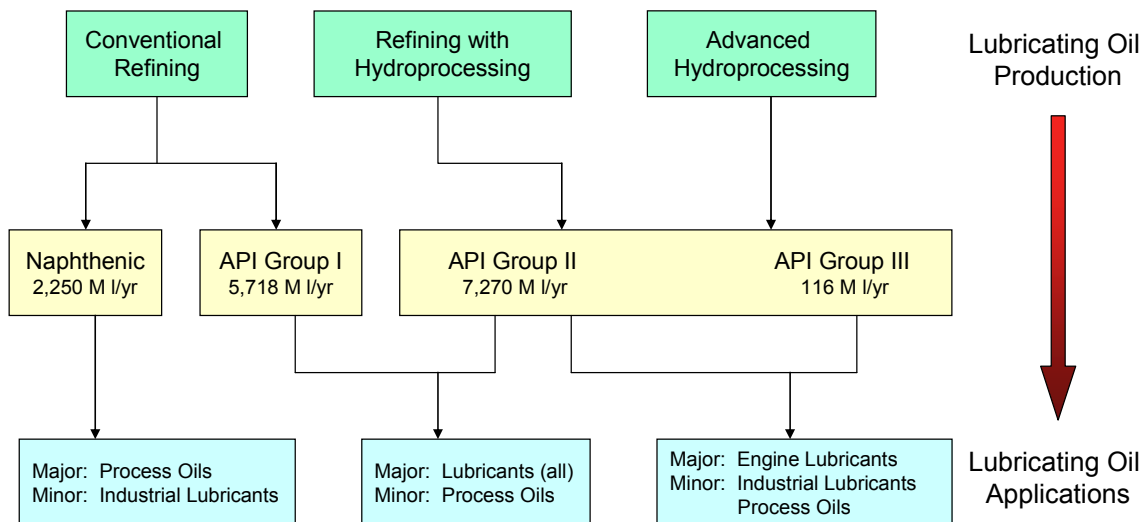 Conventional
Refining
Refining with
Hydroprocessing
Advanced
Hydroprocessing
Lubricating Oil
Production
Naphthenic
2,250 M l/yr
API Group I
5,718 M l/yr
API Group II
7,270 M l/yr
API Group III
116 M l/yr
Major: Process Oils
Minor: Industrial Lubricants
Major: Lubricants (all)
Minor: Process Oils
Major: Engine Lubricants
Minor: Industrial Lubricants
Process Oils
Lubricating Oil
Applications